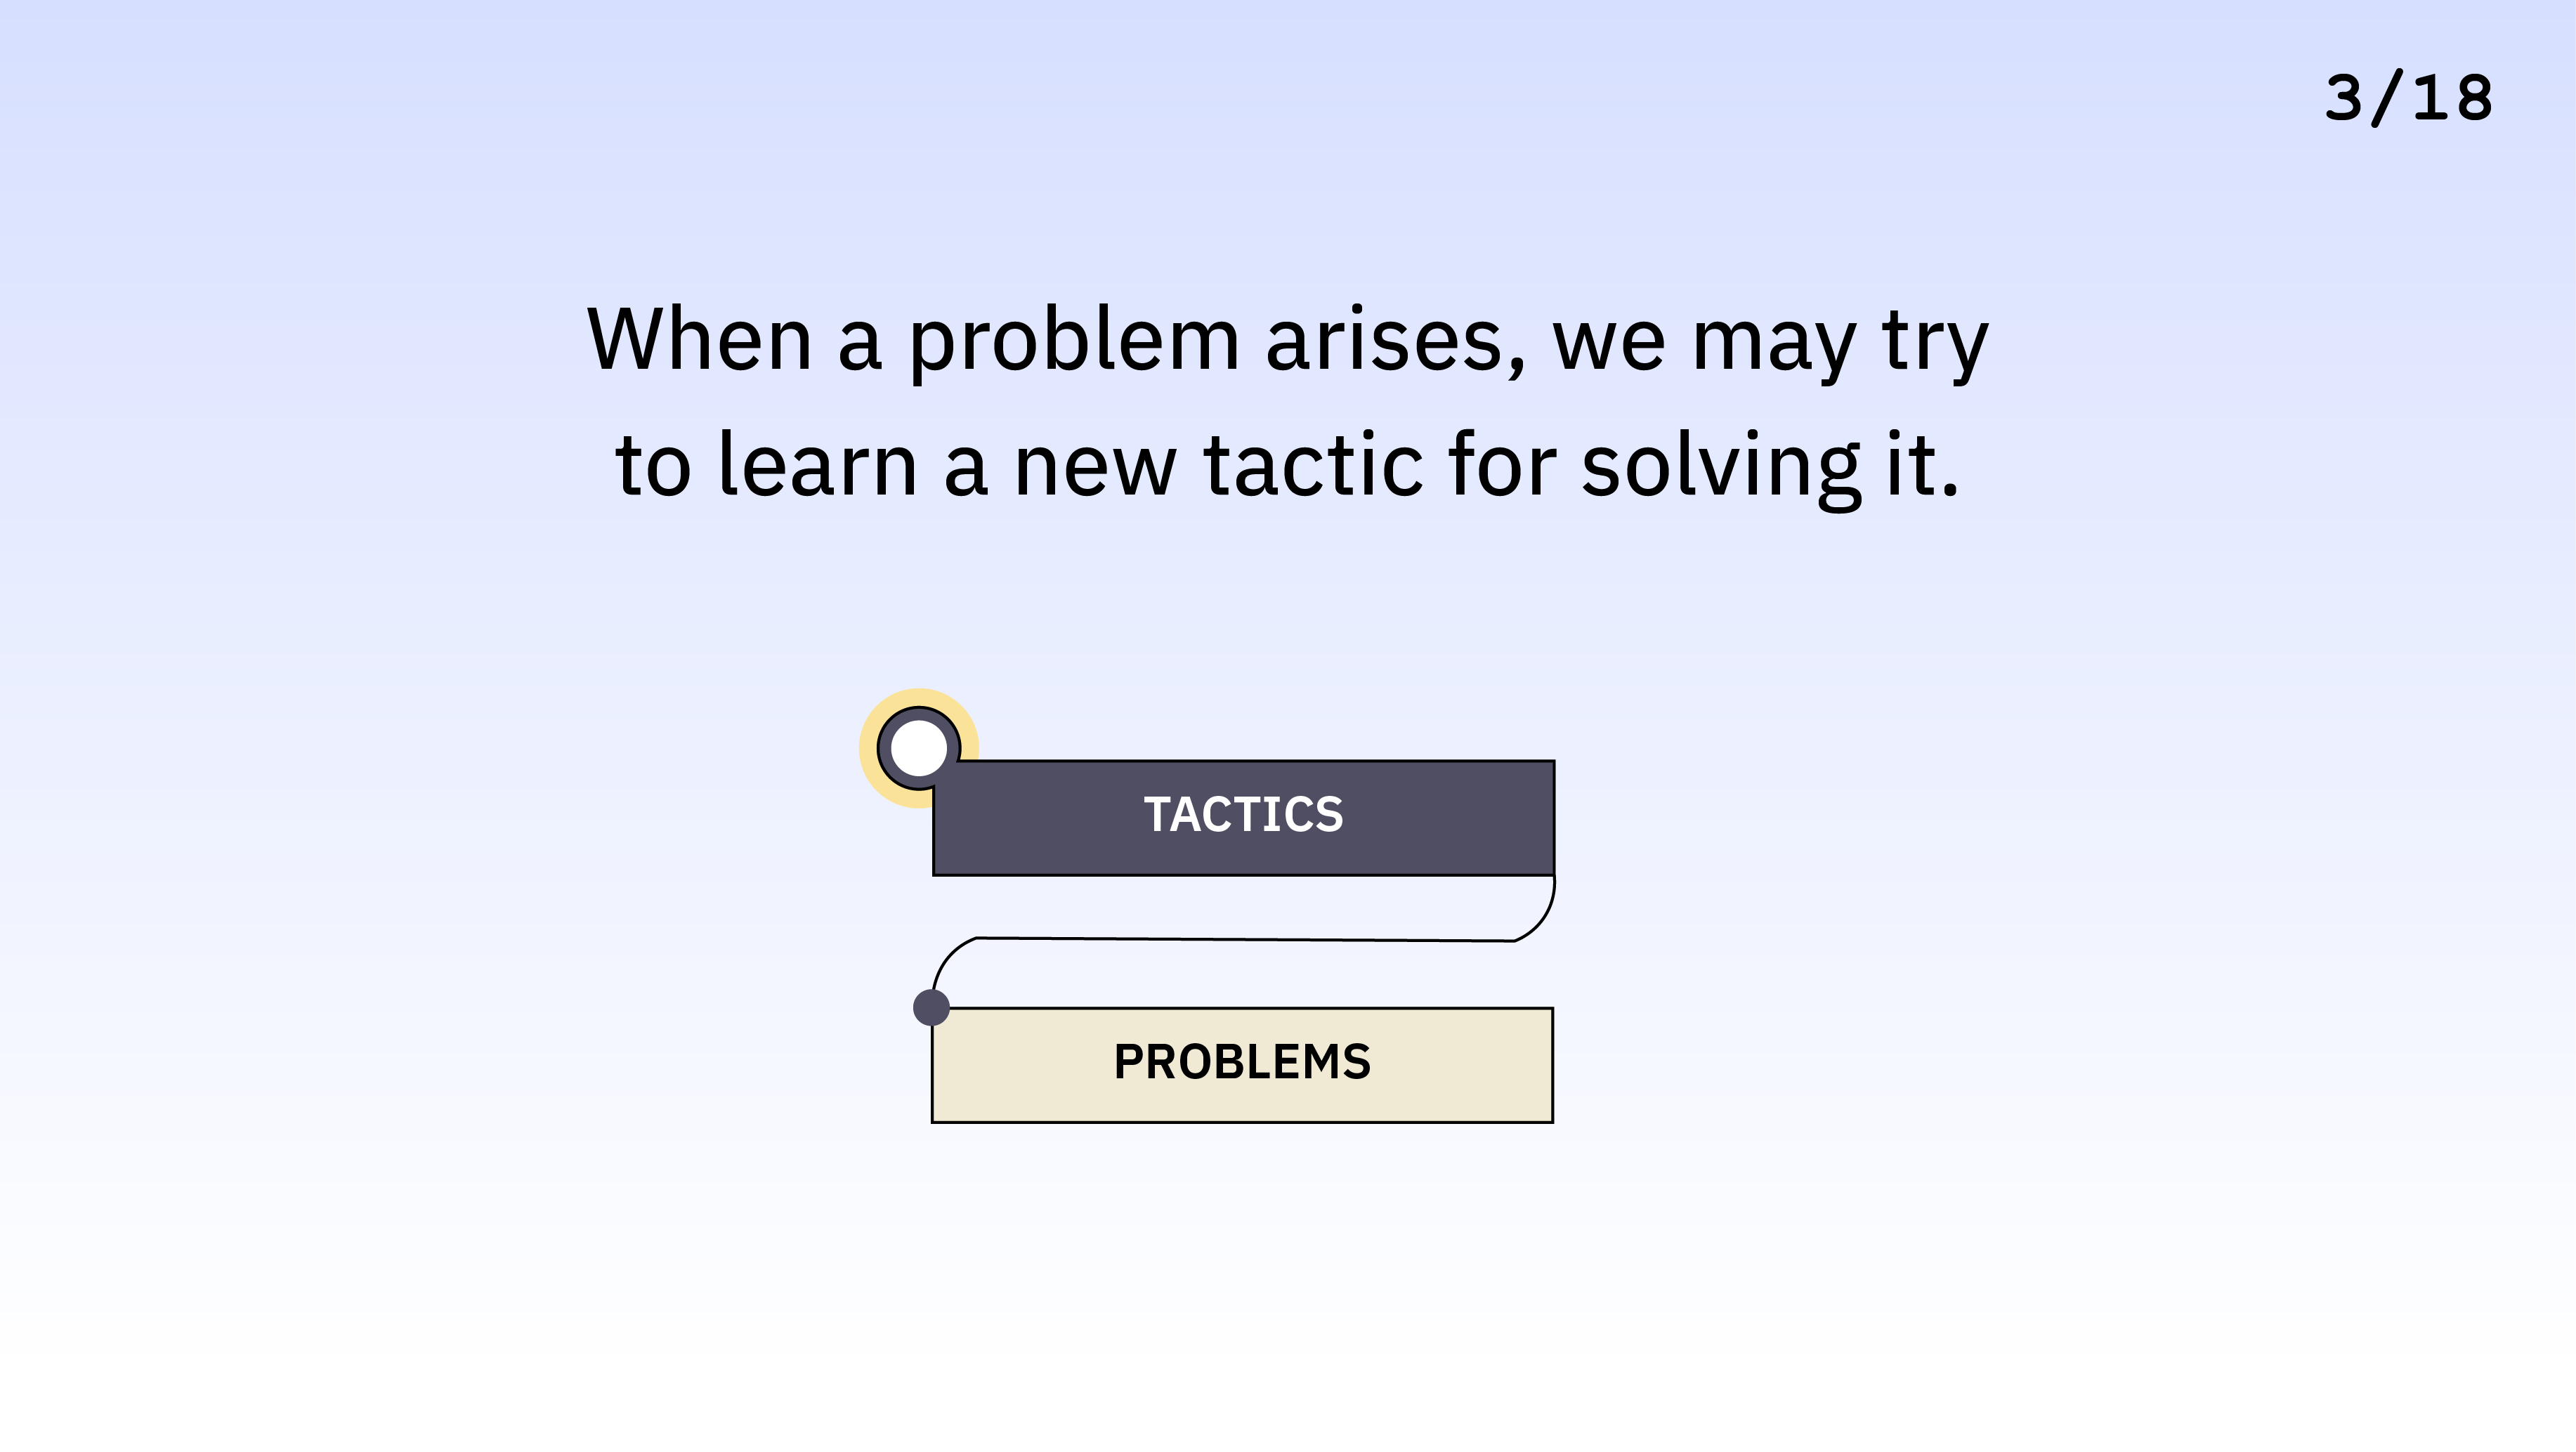 3/18
When a problem arises, we may try
to learn a new tactic for solving it.
TACTICS
PROBLEMS